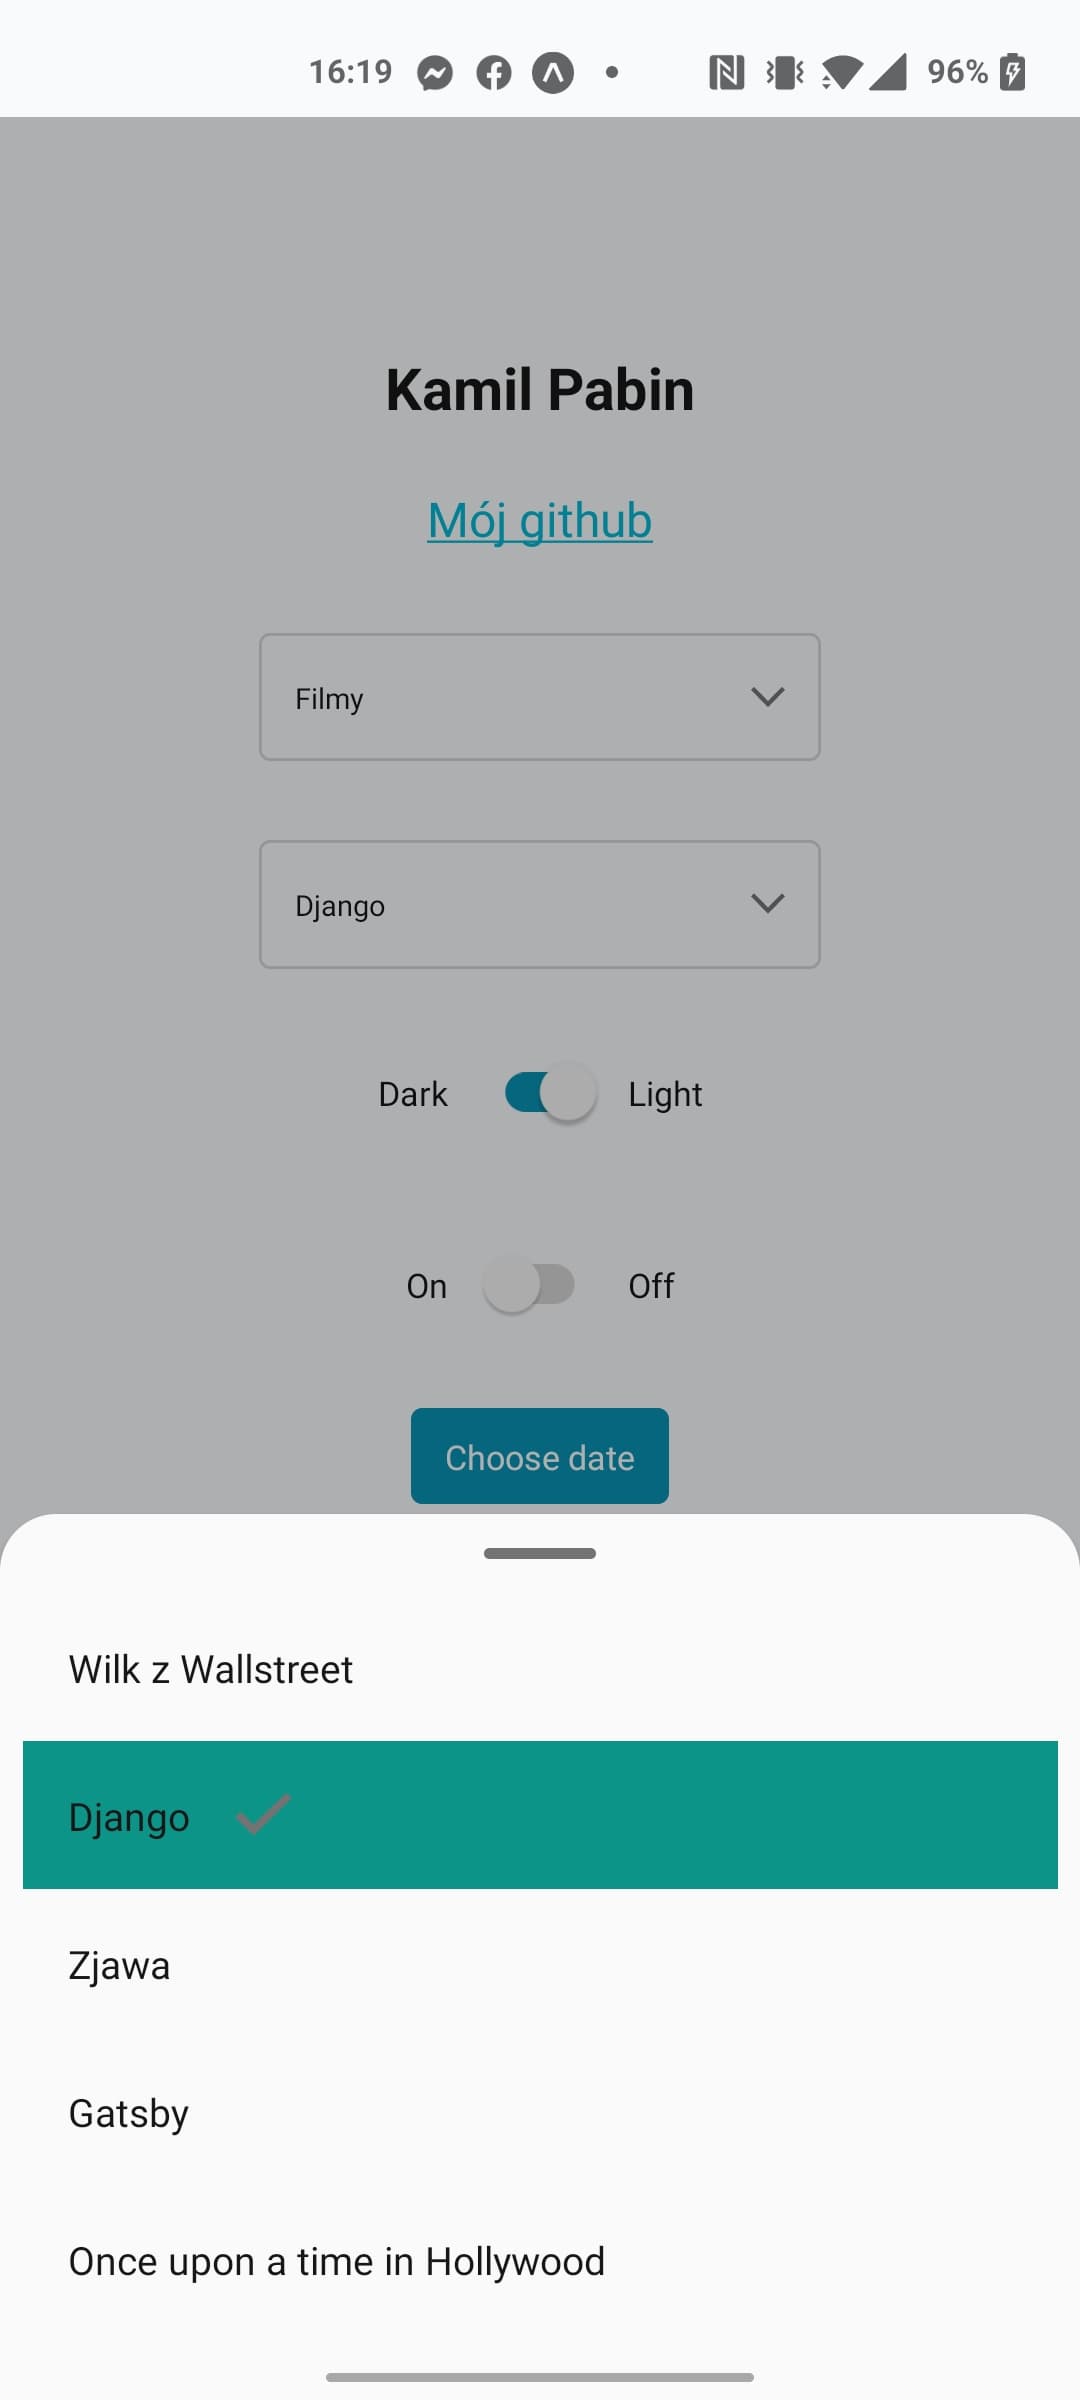 16:19
96%
Kamil Pabin
Mój github
Filmy
Django
Dark Light
On Off
Choose date
Wilk z Wallstreet
Django
Zjawa
Gatsby
Once upon a time in Hollywood